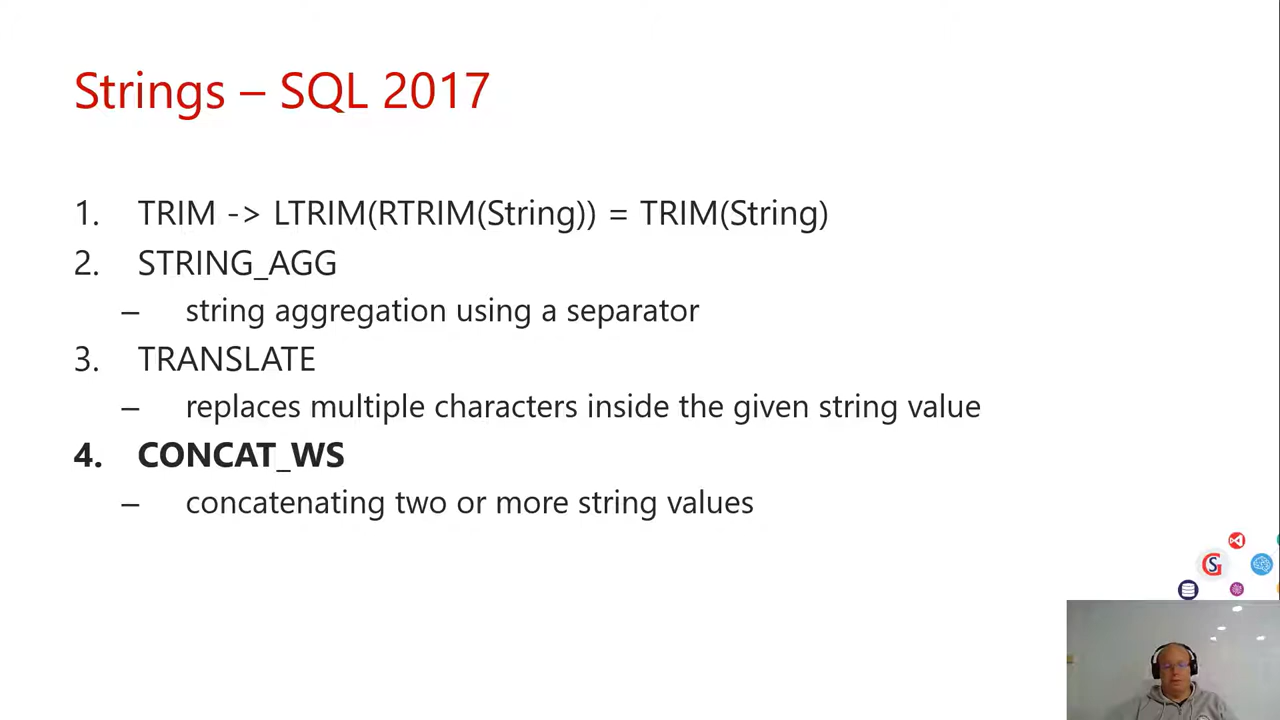 Strings – SQL 2017
1. TRIM -> LTRIM(RTRIM(String)) = TRIM(String)
2. STRING_AGG
– string aggregation using a separator
3. TRANSLATE
– replaces multiple characters inside the given string value
4. CONCAT_WS
– concatenating two or more string values